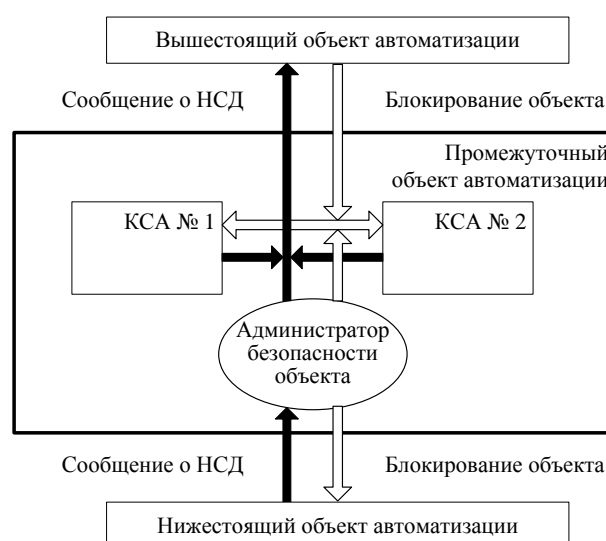 Вышестоящий объект автоматизации
Сообщение о НСД
Блокирование объекта
Промежуточный
объект автоматизации
КСА № 1
КСА № 2
Администратор
безопасности
объекта
Сообщение о НСД
Блокирование объекта
Нижестоящий объект автоматизации